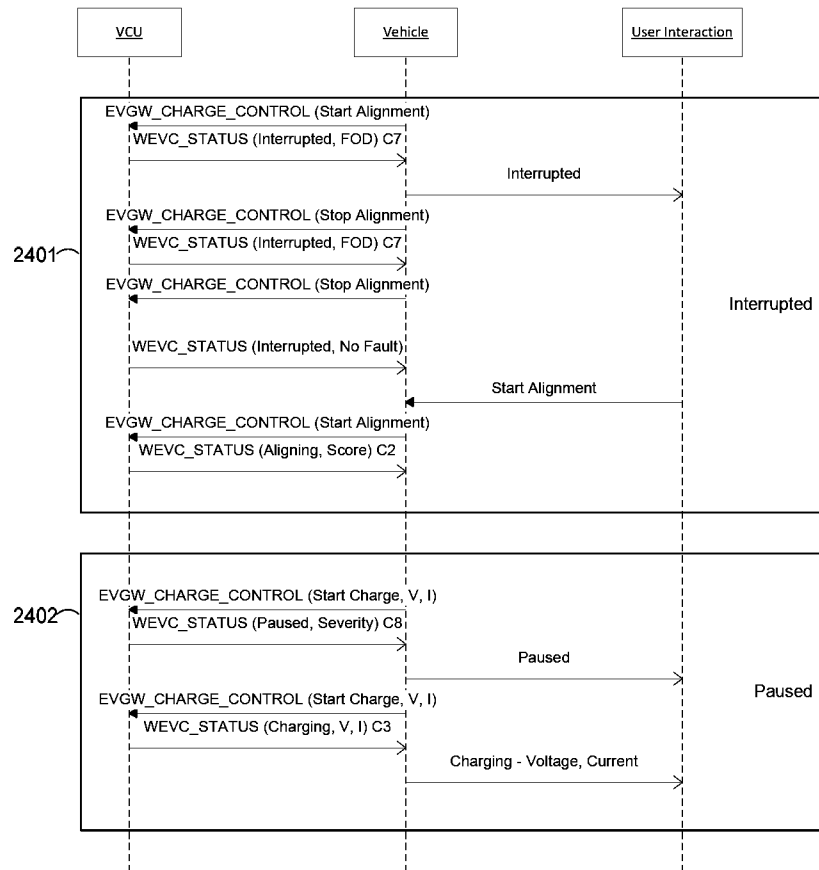 VCU
Vehicle
User Interaction
EVGW_CHARGE_CONTROL (Start Alignment)
WEVC_STATUS (Interrupted, FOD) C7
Interrupted
EVGW_CHARGE_CONTROL (Stop Alignment)
WEVC_STATUS (Interrupted, FOD) C7
2401
EVGW_CHARGE_CONTROL (Stop Alignment)
Interrupted
WEVC_STATUS (Interrupted, No Fault)
Start Alignment
EVGW_CHARGE_CONTROL (Start Alignment)
WEVC_STATUS (Aligning, Score) C2
EVGW_CHARGE_CONTROL (Start Charge, V, I)
2402
WEVC_STATUS (Paused, Severity) C8
Paused
Paused
EVGW_CHARGE_CONTROL (Start Charge, V, I)
WEVC_STATUS (Charging, V, I) C3
Charging - Voltage, Current